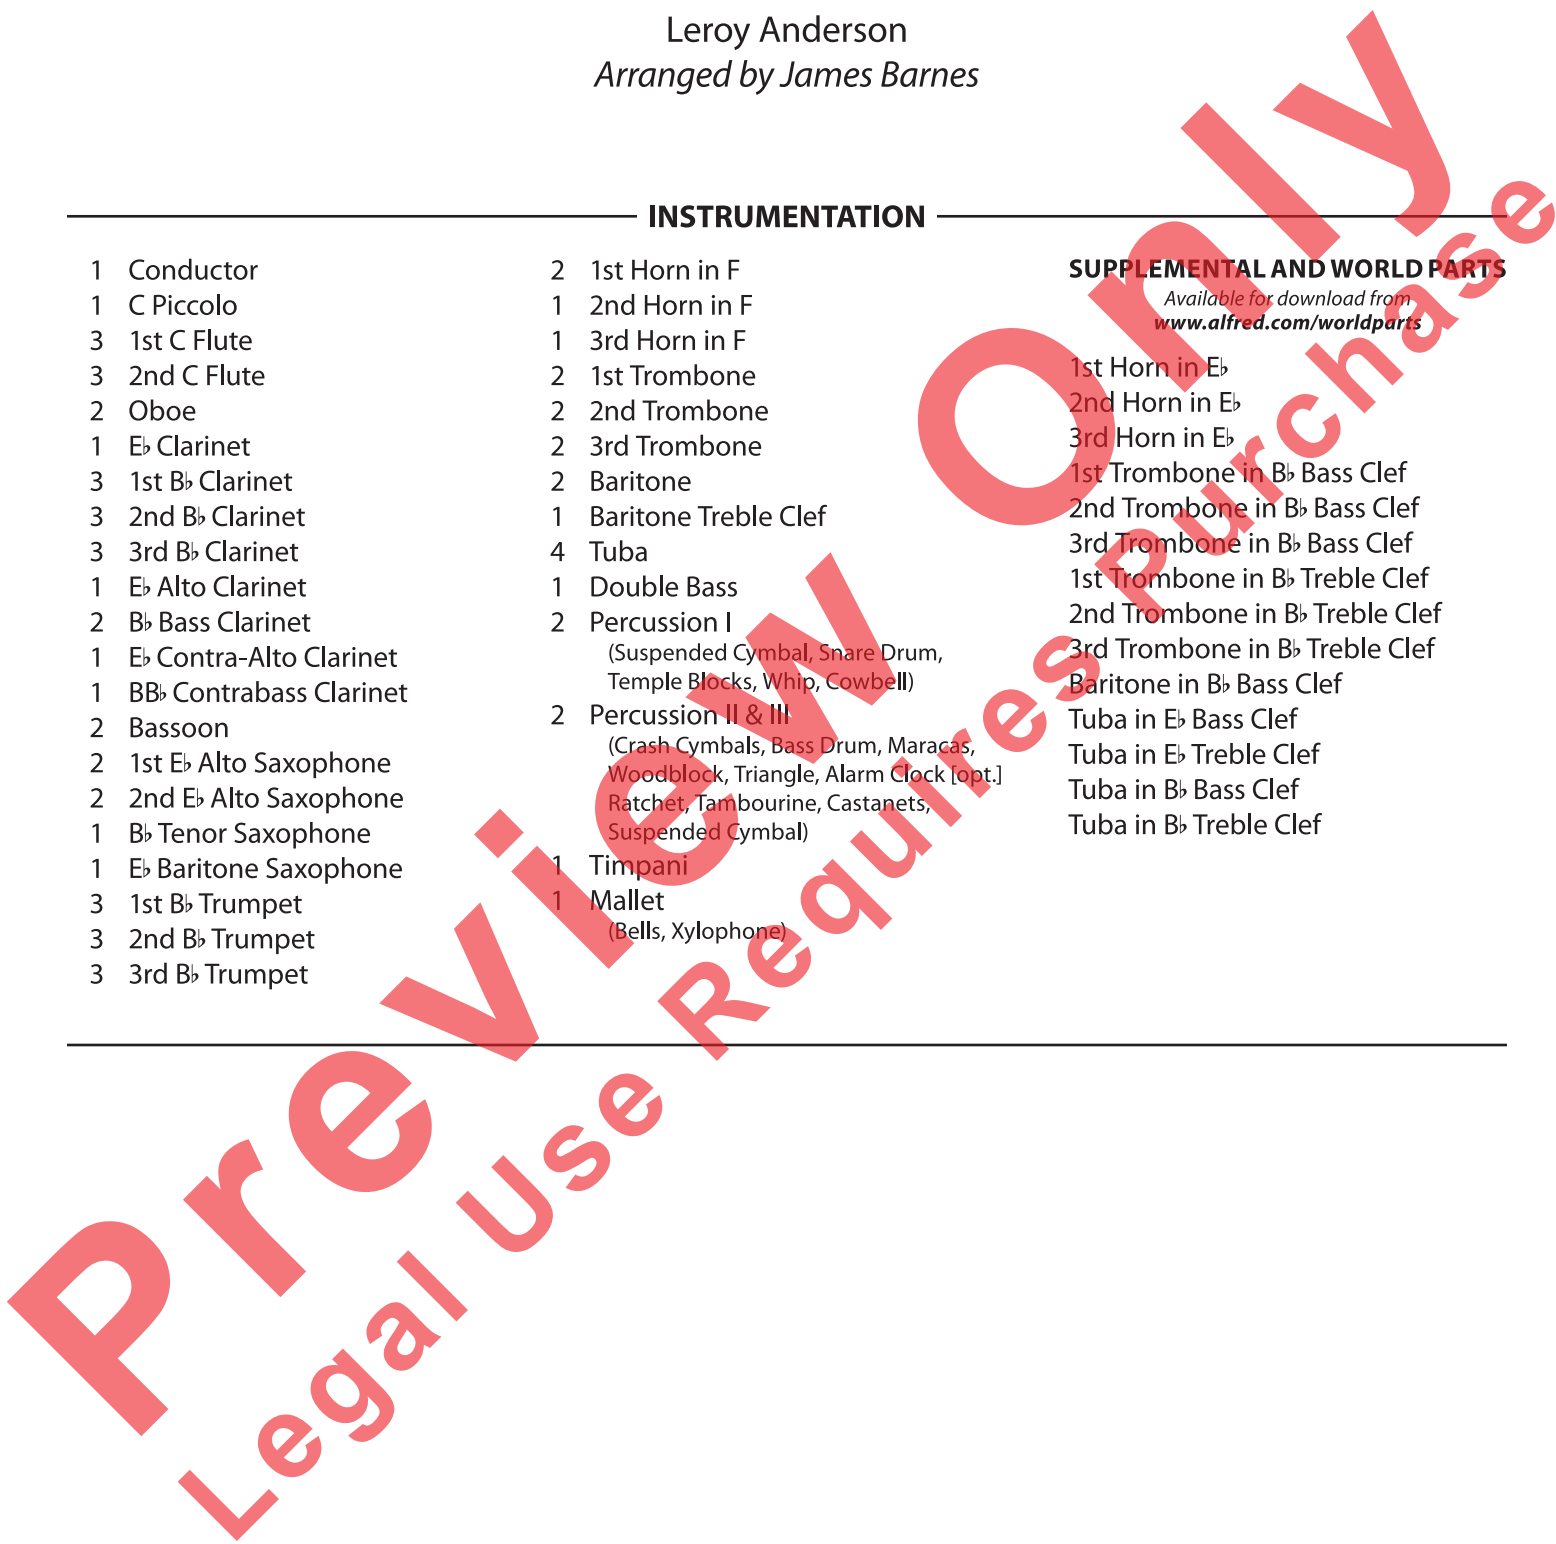 Leroy Anderson
Arranged by James Barnes
INSTRUMENTATION
1 Conductor
1 C Piccolo
3 1st C Flute
3 2nd C Flute
2 Oboe
1 E♭ Clarinet
3 1st B♭ Clarinet
3 2nd B♭ Clarinet
3 3rd B♭ Clarinet
1 E♭ Alto Clarinet
2 B♭ Bass Clarinet
1 E♭ Contra-Alto Clarinet
1 BB♭ Contrabass Clarinet
2 Bassoon
2 1st E♭ Alto Saxophone
2 2nd E♭ Alto Saxophone
1 B♭ Tenor Saxophone
1 E♭ Baritone Saxophone
3 1st B♭ Trumpet
3 2nd B♭ Trumpet
3 3rd B♭ Trumpet
2 1st Horn in F
1 2nd Horn in F
1 3rd Horn in F
2 1st Trombone
2 2nd Trombone
2 3rd Trombone
2 Baritone
1 Baritone Treble Clef
4 Tuba
1 Double Bass
2 Percussion I
(Suspended Cymbal, Snare Drum,
Temple Blocks, Whip, Cowbell)
2 Percussion II & III
(Crash Cymbals, Bass Drum, Maracas,
Woodblock, Triangle, Alarm Clock [opt.]
Ratchet, Tambourine, Castanets,
Suspended Cymbal)
1 Timpani
1 Mallet
(Bells, Xylophone)
SUPPLEMENTAL AND WORLD PARTS
Available for download from
www.alfred.com/worldparts
1st Horn in E♭
2nd Horn in E♭
3rd Horn in E♭
1st Trombone in B♭ Bass Clef
2nd Trombone in B♭ Bass Clef
3rd Trombone in B♭ Bass Clef
1st Trombone in B♭ Treble Clef
2nd Trombone in B♭ Treble Clef
3rd Trombone in B♭ Treble Clef
Baritone in B♭ Bass Clef
Tuba in E♭ Bass Clef
Tuba in E♭ Treble Clef
Tuba in B♭ Bass Clef
Tuba in B♭ Treble Clef
Preview Only
Legal Use Requires Purchase